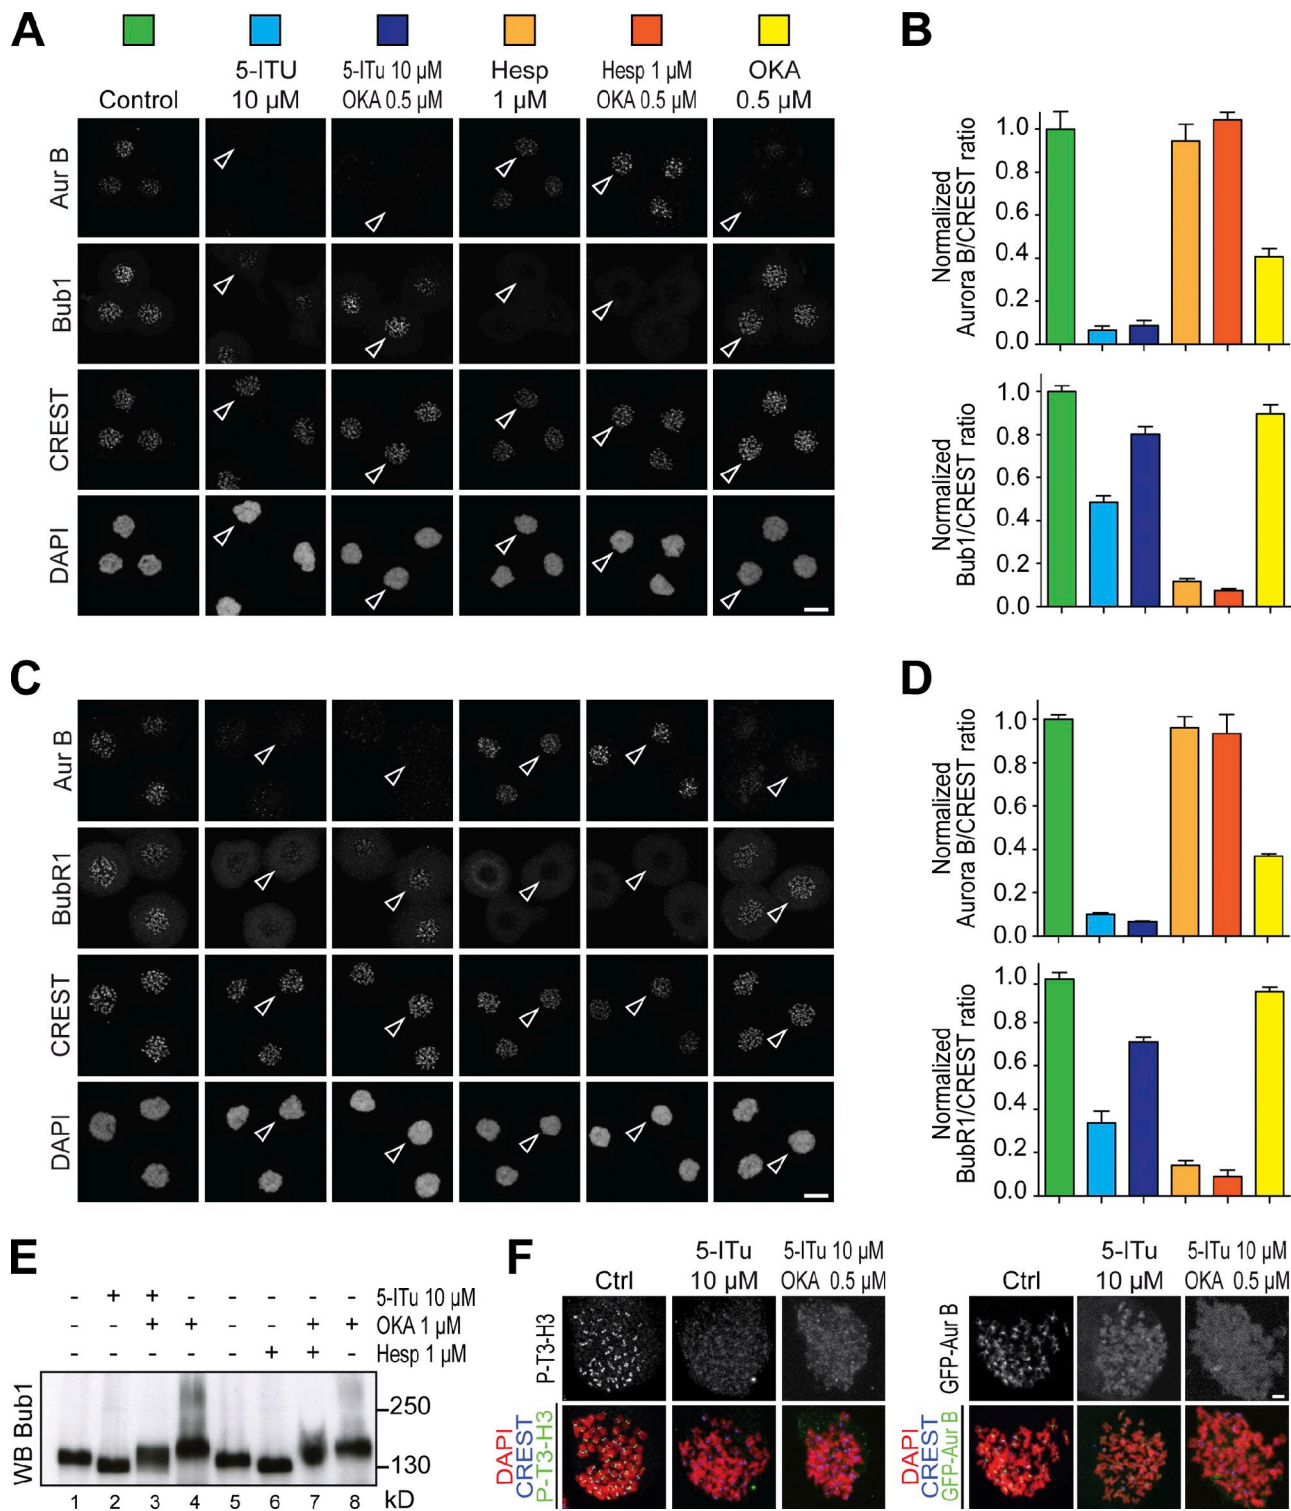 A
Control
5-ITU
10 µM
5-ITu 10 µM
OKA 0.5 µM
Hesp
1 µM
Hesp 1 µM
OKA 0.5 µM
OKA
0.5 µM
Aur B
Bub1
CREST
DAPI
B
Normalized
Aurora B/CREST ratio
1.0
0.8
0.6
0.4
0.2
0.0
Normalized
Bub1/CREST ratio
1.0
0.8
0.6
0.4
0.2
0.0
C
Aur B
BubR1
CREST
DAPI
D
Normalized
Aurora B/CREST ratio
1.0
0.8
0.6
0.4
0.2
0.0
Normalized
BubR1/CREST ratio
1.0
0.8
0.6
0.4
0.2
0.0
E
- + + - - - - - 5-ITu 10 µM
- - + + - - + + OKA 1 µM
- - - - - + + - Hesp 1 µM
WB Bub1
-250
-130
1 2 3 4 5 6 7 8 kD
F
Ctrl
5-ITu
10 µM
5-ITu 10 µM
OKA 0.5 µM
P-T3-H3
DAPI
CREST
P-T3-H3
Ctrl
5-ITu
10 µM
5-ITu 10 µM
OKA 0.5 µM
GFP-Aur B
DAPI
CREST
GFP-Aur B